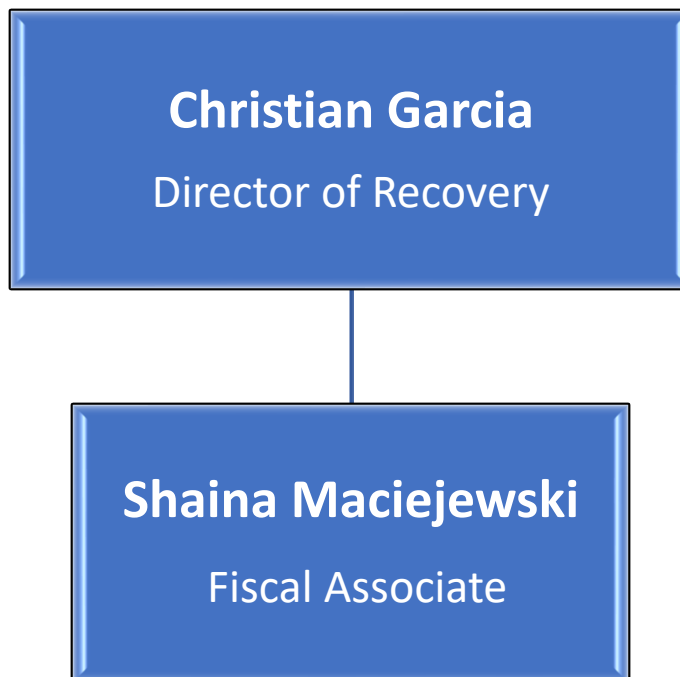 Christian Garcia
Director of Recovery
Shaina Maciejewski
Fiscal Associate